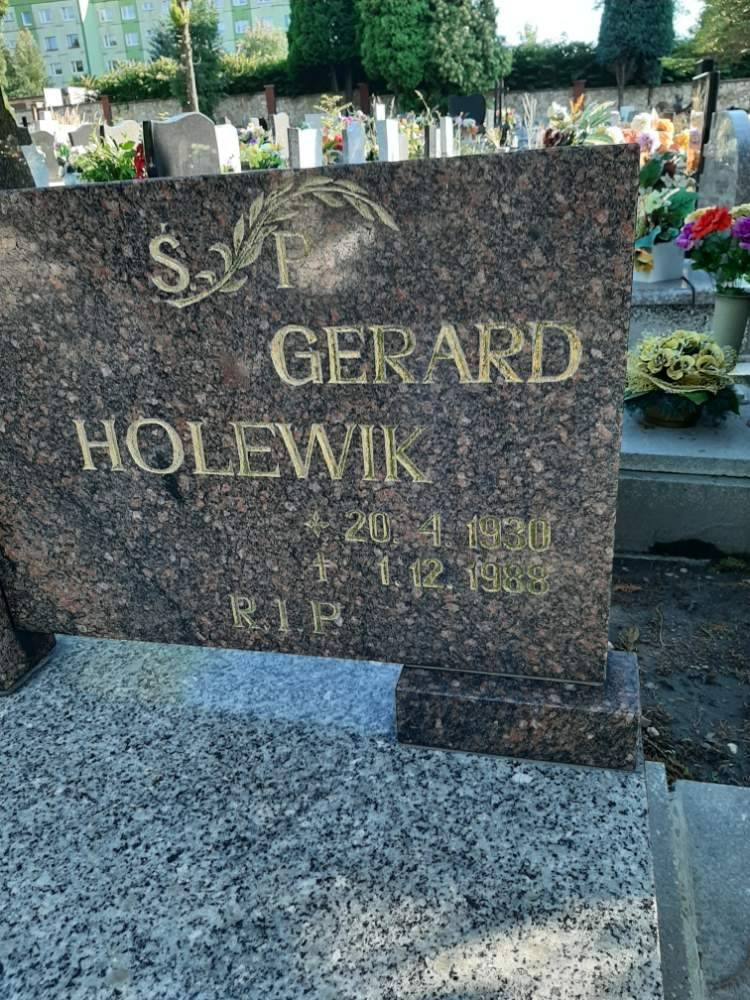 Ś P
GERARD
HOLEWIK
* 20. 4 1930
† 1.12.1988
R.I P